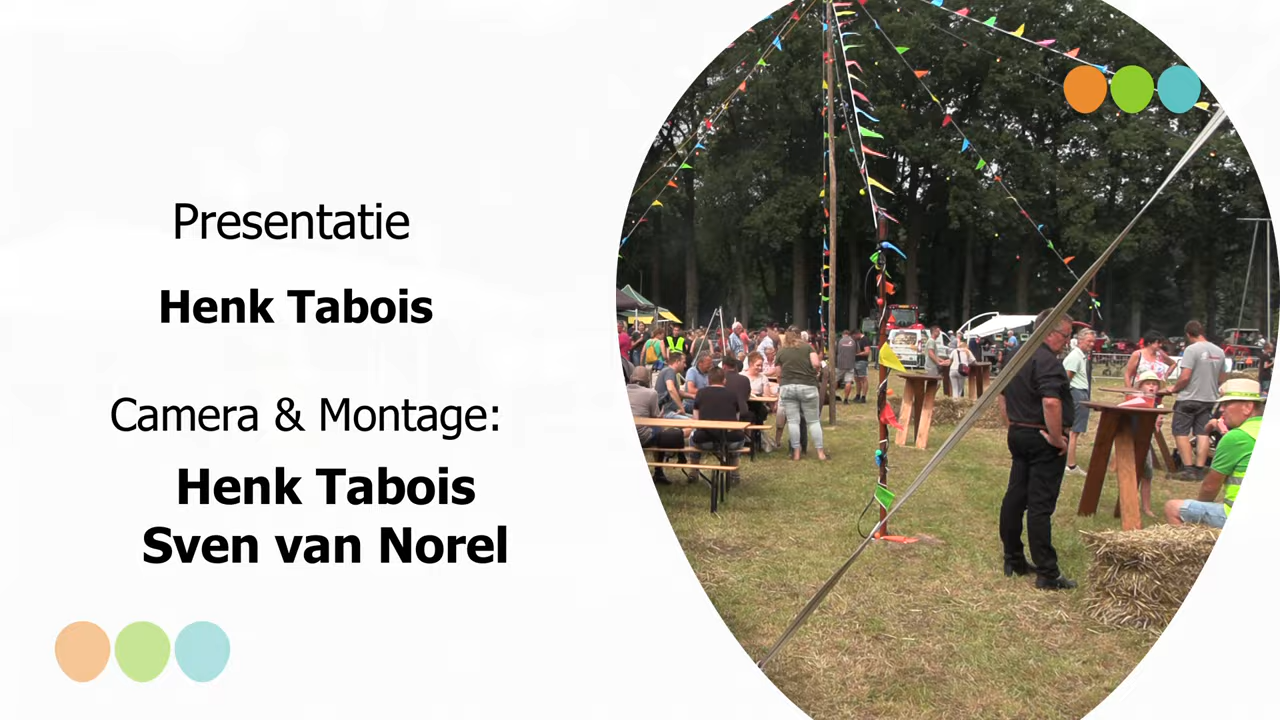 Presentatie
Henk Tabois
Camera & Montage:
Henk Tabois
Sven van Norel